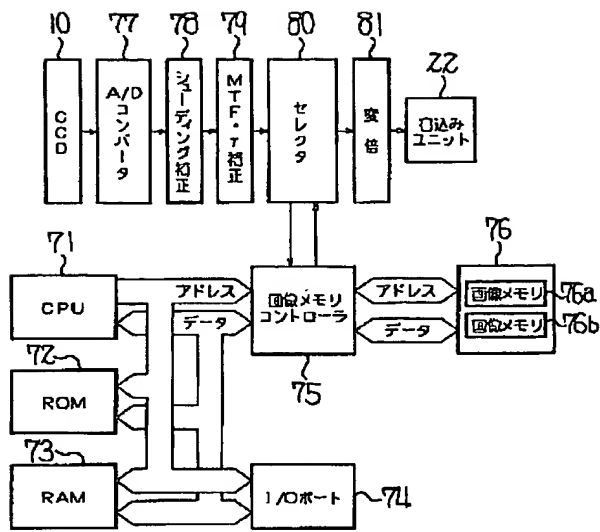 10
77
78
79
80
81
22
CCD
A/D
コンバータ
シェーディング補正
MTF・γ補正
セレクタ
変倍
書込み
ユニット
71
CPU
アドレス
データ
72
ROM
73
RAM
画像メモリ
コントローラ
75
アドレス
データ
76
画像メモリ
76a
画像メモリ
76b
I/Oポート
74